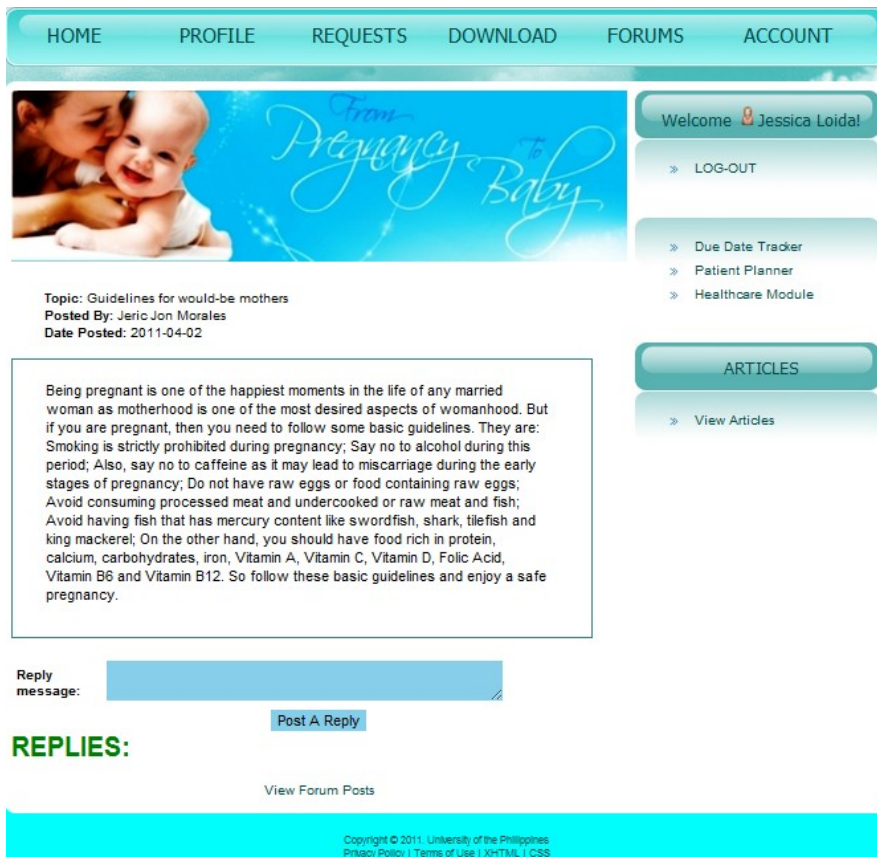 HOME PROFILE REQUESTS DOWNLOAD FORUMS ACCOUNT
From
Pregnancy To
Baby
Welcome Jessica Loida!
» LOG-OUT
» Due Date Tracker
» Patient Planner
» Healthcare Module
ARTICLES
» View Articles
Topic: Guidelines for would-be mothers
Posted By: Jeric Jon Morales
Date Posted: 2011-04-02
Being pregnant is one of the happiest moments in the life of any married
woman as motherhood is one of the most desired aspects of womanhood. But
if you are pregnant, then you need to follow some basic guidelines. They are:
Smoking is strictly prohibited during pregnancy; Say no to alcohol during this
period; Also, say no to caffeine as it may lead to miscarriage during the early
stages of pregnancy; Do not have raw eggs or food containing raw eggs;
Avoid consuming processed meat and undercooked or raw meat and fish;
Avoid having fish that has mercury content like swordfish, shark, tilefish and
king mackerel; On the other hand, you should have food rich in protein,
calcium, carbohydrates, iron, Vitamin A, Vitamin C, Vitamin D, Folic Acid,
Vitamin B6 and Vitamin B12. So follow these basic guidelines and enjoy a safe
pregnancy.
Reply
message:
Post A Reply
REPLIES:
View Forum Posts
Copyright © 2011. University of the Philippines
Privacy Policy | Terms of Use | XHTML | CSS